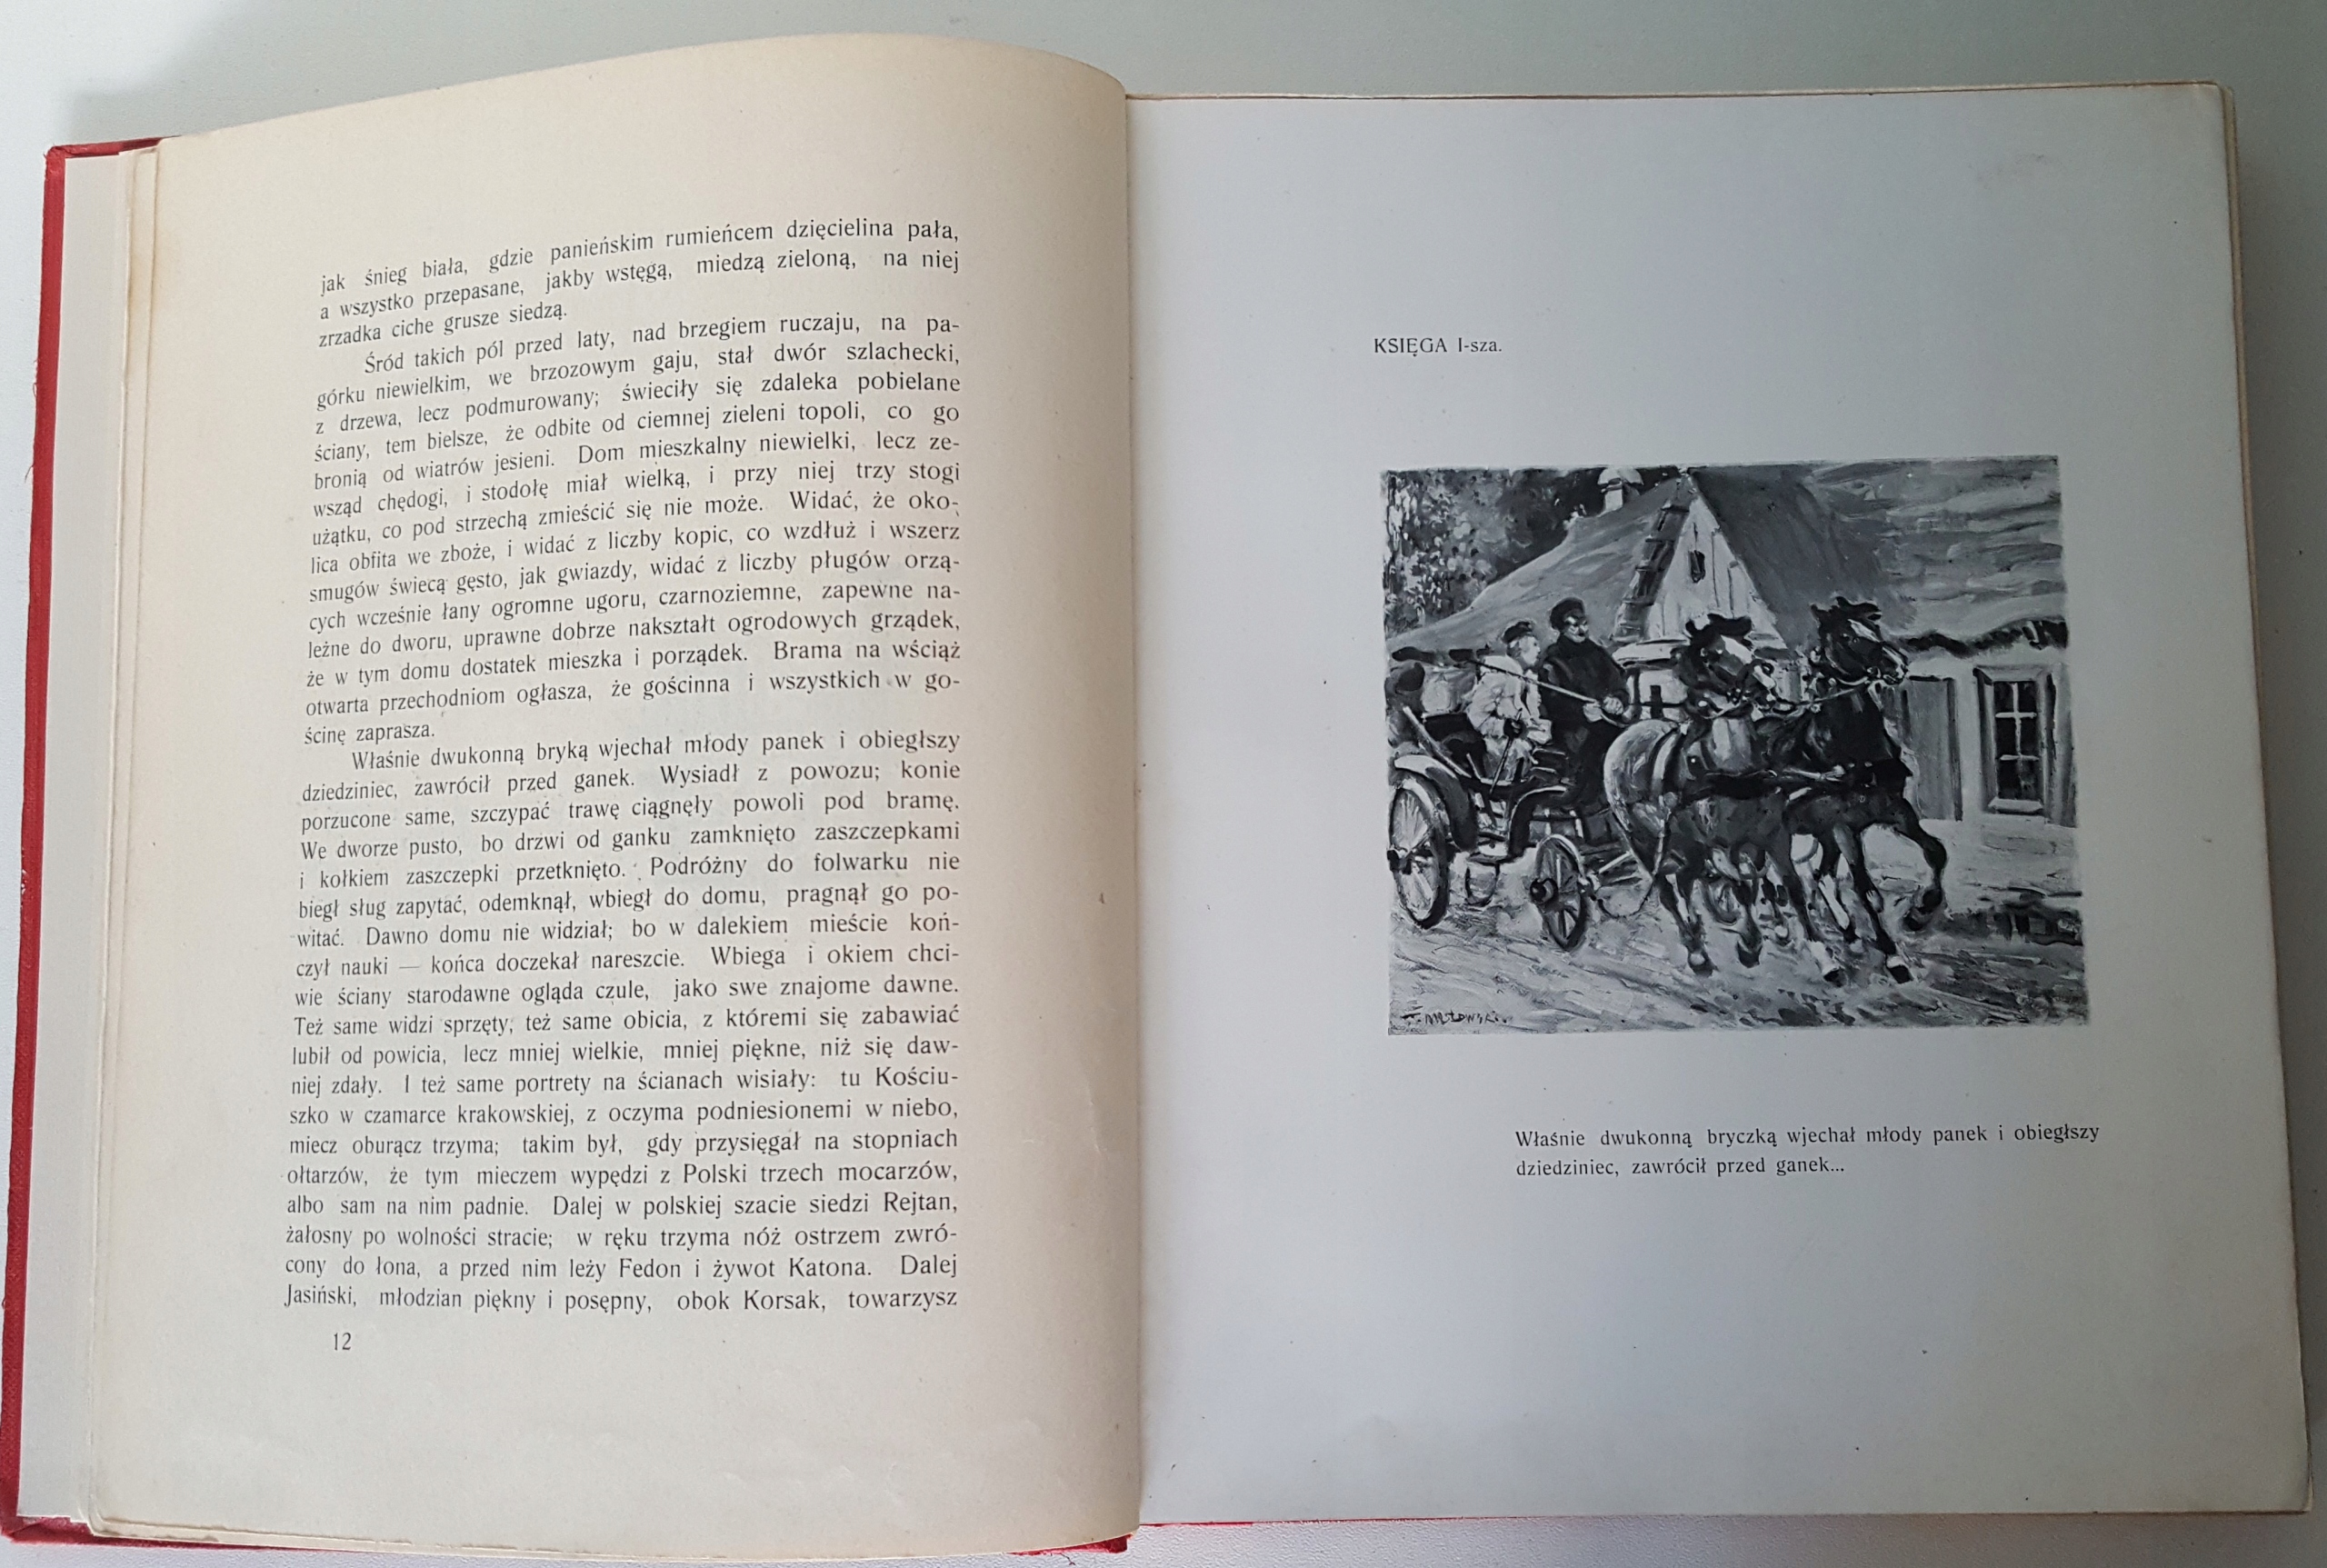 jak śnieg biała, gdzie panieńskim rumieńcem dzięcielina pała,
a wszystko przepasane, jakby wstęgą, miedzą zieloną, na niej
zrzadka ciche grusze siedzą.
Śród takich pól przed laty, nad brzegiem ruczaju, na pa-
górku niewielkim, we brzozowym gaju, stał dwór szlachecki,
z drzewa, lecz podmurowany; świeciły się zdaleka pobielane
ściany, tem bielsze, że odbite od ciemnej zieleni topoli, co go
bronią od wiatrów jesieni. Dom mieszkalny niewielki, lecz ze-
wsząd chędogi, i stodołę miał wielką, i przy niej trzy stogi
użątku, co pod strzechą zmieścić się nie może. Widać, że oko-
lica obfita we zboże, i widać z liczby kopic, co wzdłuż i wszerz
smugów świecą gęsto, jak gwiazdy, widać z liczby pługów orzą-
cych wcześnie łany ogromne ugoru, czarnoziemne, zapewne na-
leżne do dworu, uprawne dobrze nakształt ogrodowych grządek,
że w tym domu dostatek mieszka i porządek. Brama na wściąż
otwarta przechodniom ogłasza, że gościnna i wszystkich w go-
ścinę zaprasza.
Właśnie dwukonną bryką wjechał młody panek i obiegłszy
dziedziniec, zawrócił przed ganek. Wysiadł z powozu; konie
porzucone same, szczypać trawę ciągnęły powoli pod bramę.
We dworze pusto, bo drzwi od ganku zamknięto zaszczepkami
i kołkiem zaszczepki przetknięto. Podróżny do folwarku nie
biegł sług zapytać, odemknął, wbiegł do domu, pragnął go po-
witać. Dawno domu nie widział; bo w dalekiem mieście koń-
czył nauki — końca doczekał nareszcie. Wbiega i okiem chci-
wie ściany starodawne ogląda czule, jako swe znajome dawne.
Też same widzi sprzęty, też same obicia, z któremi się zabawiać
lubił od powicia, lecz mniej wielkie, mniej piękne, niż się daw-
niej zdały. I też same portrety na ścianach wisiały: tu Kościu-
szko w czamarce krakowskiej, z oczyma podniesionemi w niebo,
miecz oburącz trzyma; takim był, gdy przysięgał na stopniach
ołtarzów, że tym mieczem wypędzi z Polski trzech mocarzów,
albo sam na nim padnie. Dalej w polskiej szacie siedzi Rejtan,
żałosny po wolności stracie; w ręku trzyma nóż ostrzem zwró-
cony do łona, a przed nim leży Fedon i żywot Katona. Dalej
Jasiński, młodzian piękny i posępny, obok Korsak, towarzysz
12
KSIĘGA I-sza.
Właśnie dwukonną bryczką wjechał młody panek i obiegłszy
dziedziniec, zawrócił przed ganek...